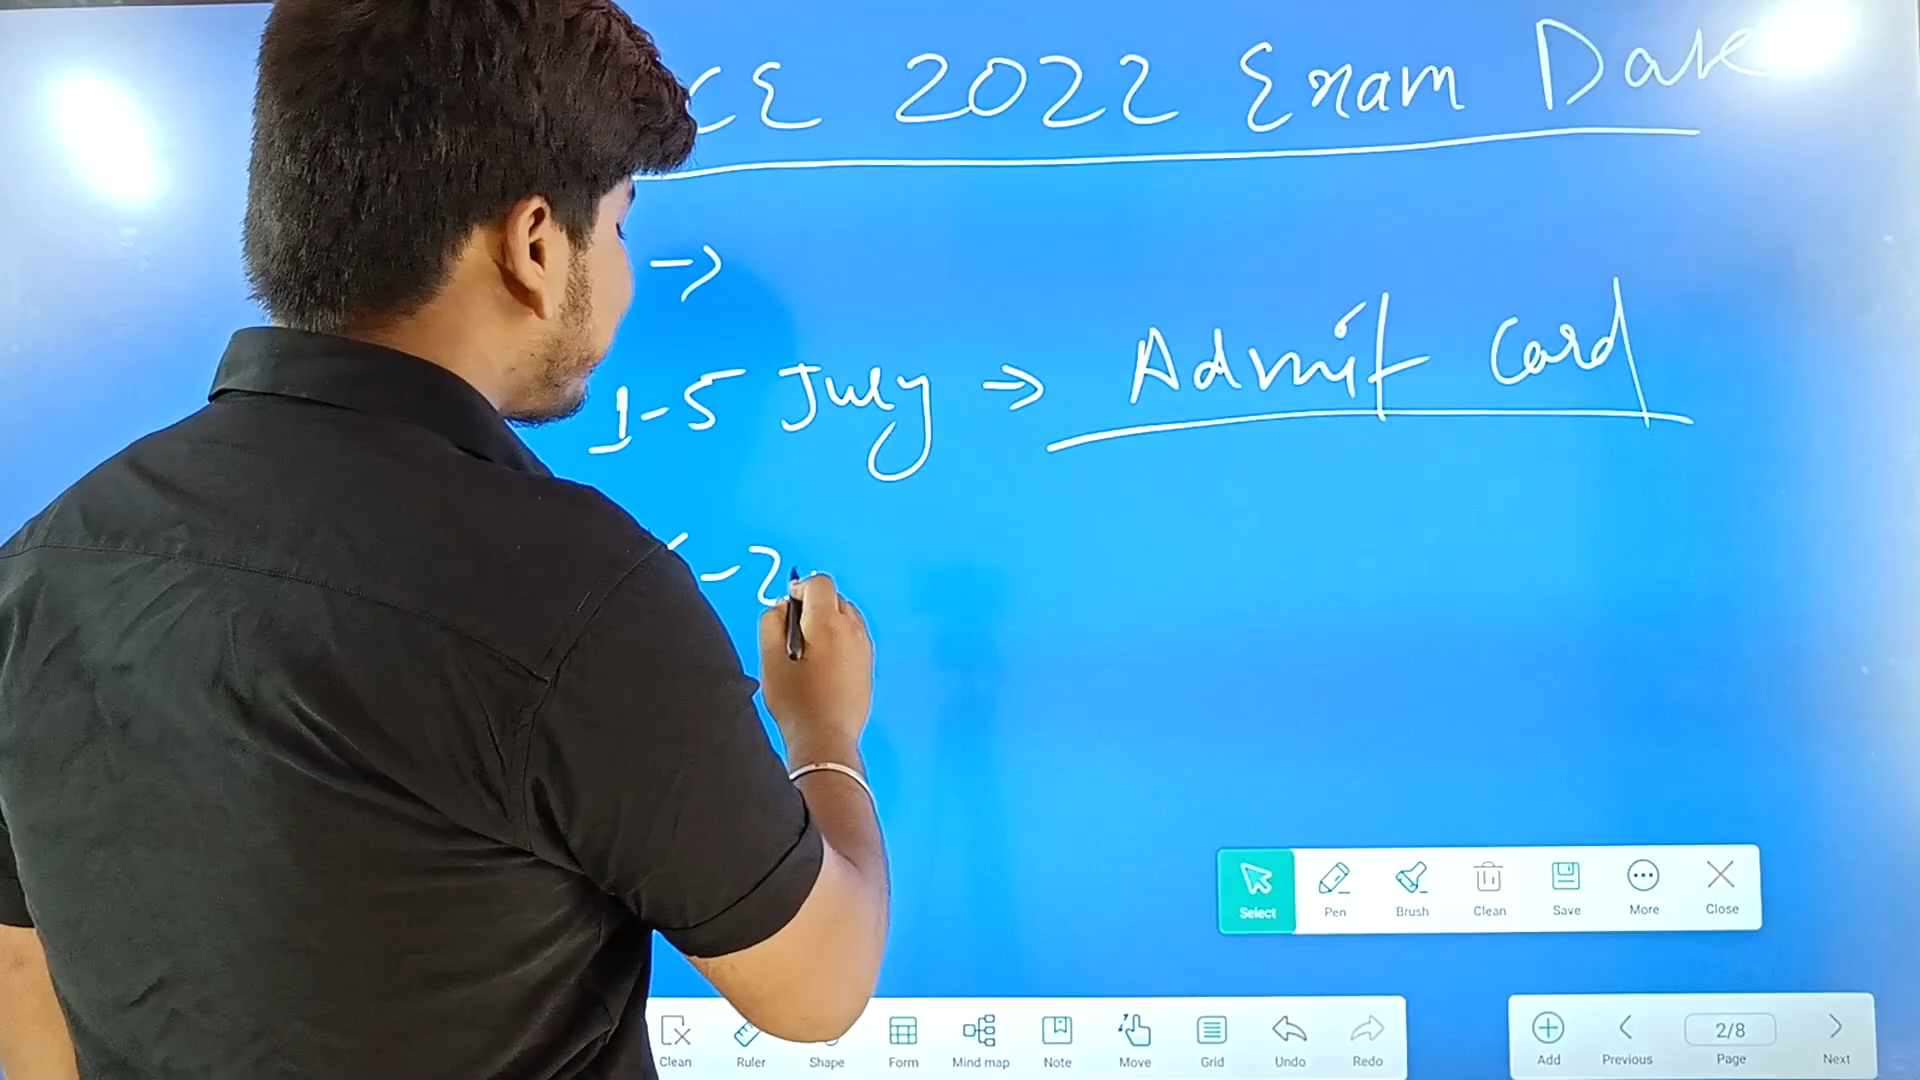 CE 2022 Exam Date
→
1-5 July → Admit Card
-2
Select Pen Brush Clean Save More Close
Clean Ruler Shape Form Mind map Note Move Grid Undo Redo
Add Previous 2/8 Page Next